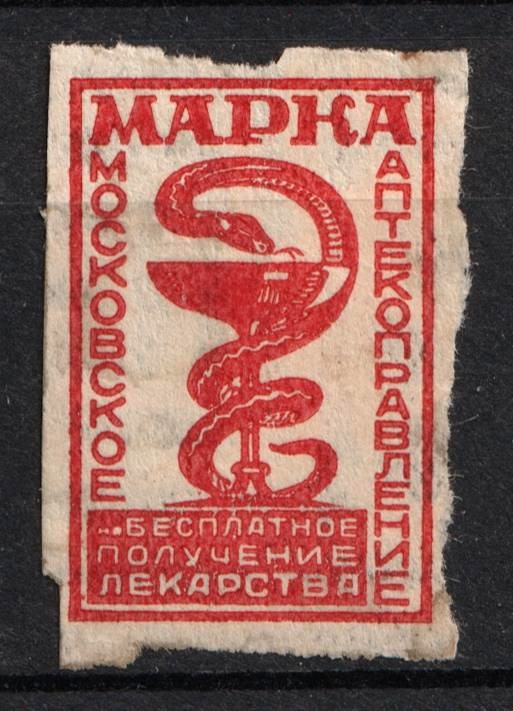 МАРКА
МОСКОВСКОЕ
АПТЕКОПРАВЛЕНИЕ
БЕСПЛАТНОЕ
ПОЛУЧЕНИЕ
ЛЕКАРСТВА